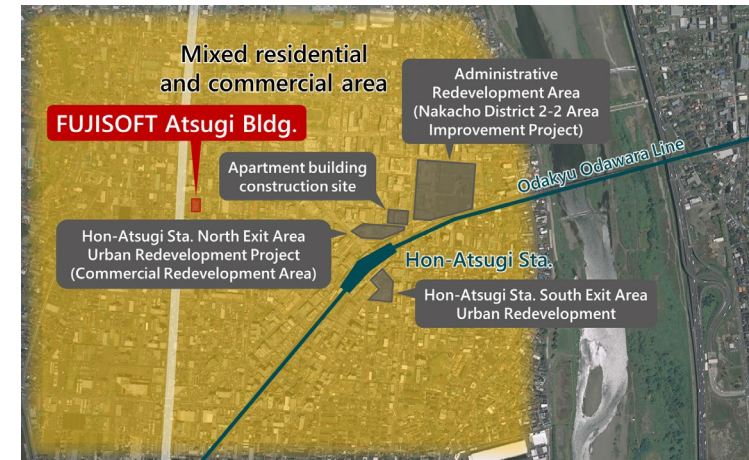 Mixed residential
and commercial area
Administrative
Redevelopment Area
(Nakacho District 2-2 Area
Improvement Project)
FUJISOFT Atsugi Bldg.
Apartment building
construction site
Odakyu Odawara Line
Hon-Atsugi Sta. North Exit Area
Urban Redevelopment Project
(Commercial Redevelopment Area)
Hon-Atsugi Sta.
Hon-Atsugi Sta. South Exit Area
Urban Redevelopment